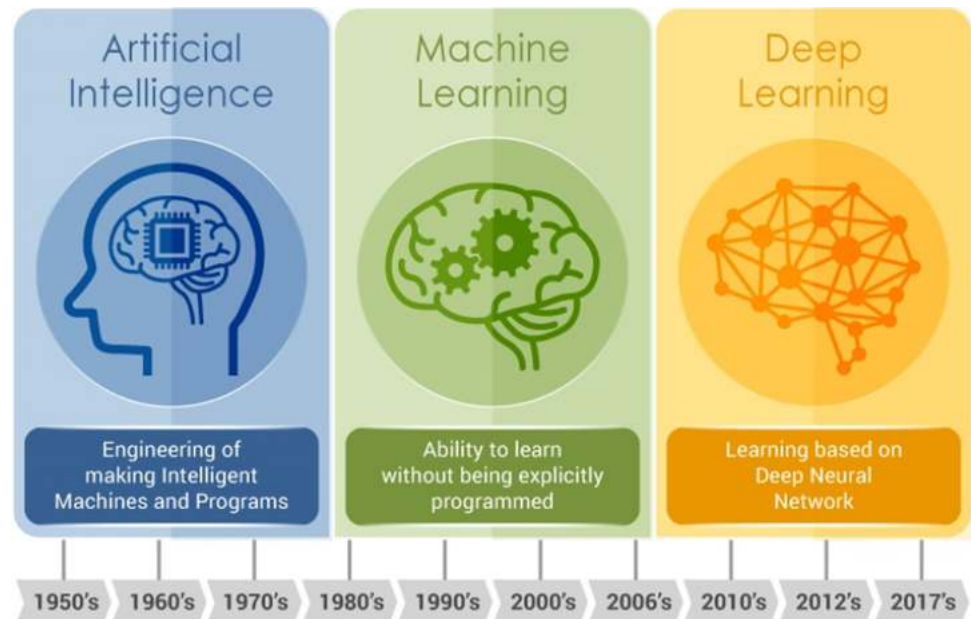 Artificial
Intelligence
Engineering of
making Intelligent
Machines and Programs
Machine
Learning
Ability to learn
without being explicitly
programmed
Deep
Learning
Learning based on
Deep Neural
Network
1950's
1960's
1970's
1980's
1990's
2000's
2006's
2010's
2012's
2017's